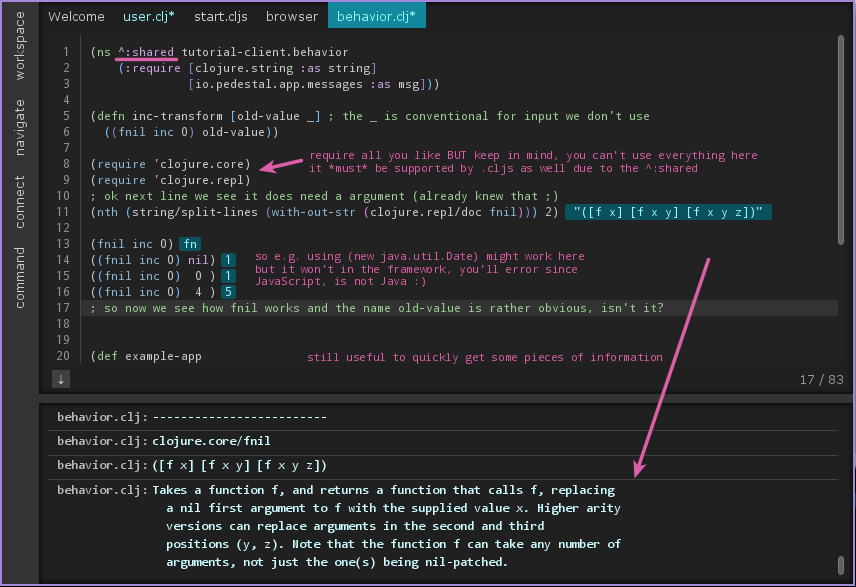 Welcome user.clj* start.cljs browser behavior.clj*
workspace
navigate
connect
command
1 (ns ^:shared tutorial-client.behavior
2 (:require [clojure.string :as string]
3 [io.pedestal.app.messages :as msg]))
4
5 (defn inc-transform [old-value _] ; the _ is conventional for input we don't use
6 ((fnil inc 0) old-value))
7
require all you like BUT keep in mind, you can't use everything here
8 (require 'clojure.core)
it *must* be supported by .cljs as well due to the ^:shared
9 (require 'clojure.repl)
10 ; ok next line we see it does need a argument (already knew that ;)
11 (nth (string/split-lines (with-out-str (clojure.repl/doc fnil))) 2) "([f x] [f x y] [f x y z])"
12
13 (fnil inc 0) fn
so e.g. using (new java.util.Date) might work here
14 ((fnil inc 0) nil) 1
but it won't in the framework, you'll error since
15 ((fnil inc 0) 0 ) 1
JavaScript, is not Java :)
16 ((fnil inc 0) 4 ) 5
17 ; so now we see how fnil works and the name old-value is rather obvious, isn't it?
18
19
20 (def example-app
still useful to quickly get some pieces of information
↓ 17 / 83
behavior.clj: -------------------------
behavior.clj: clojure.core/fnil
behavior.clj: ([f x] [f x y] [f x y z])
behavior.clj: Takes a function f, and returns a function that calls f, replacing
a nil first argument to f with the supplied value x. Higher arity
versions can replace arguments in the second and third
positions (y, z). Note that the function f can take any number of
arguments, not just the one(s) being nil-patched.